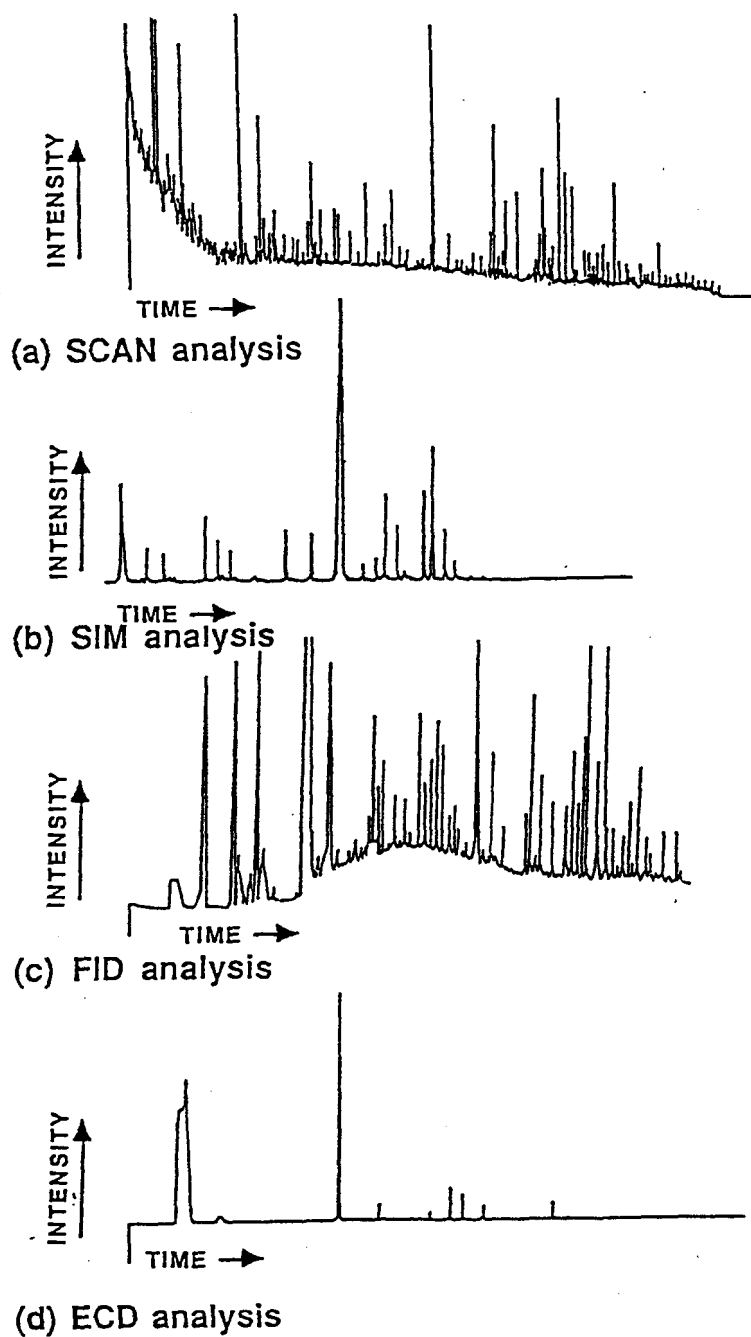 INTENSITY
TIME
(a) SCAN analysis
INTENSITY
TIME
(b) SIM analysis
INTENSITY
TIME
(c) FID analysis
INTENSITY
TIME
(d) ECD analysis